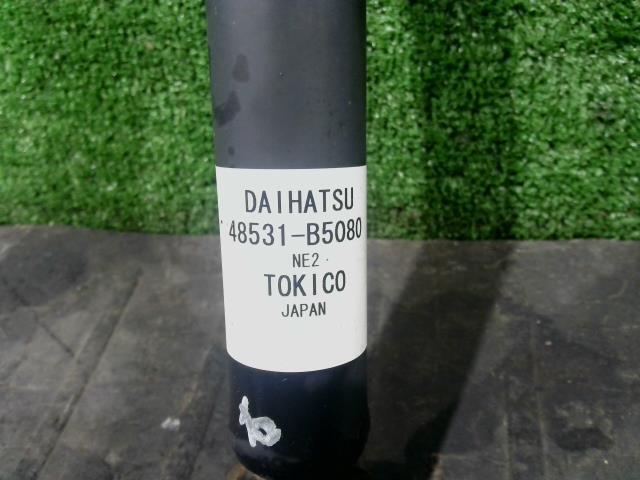 DAIHATSU
48531-B5080
NE2
TOKICO
JAPAN